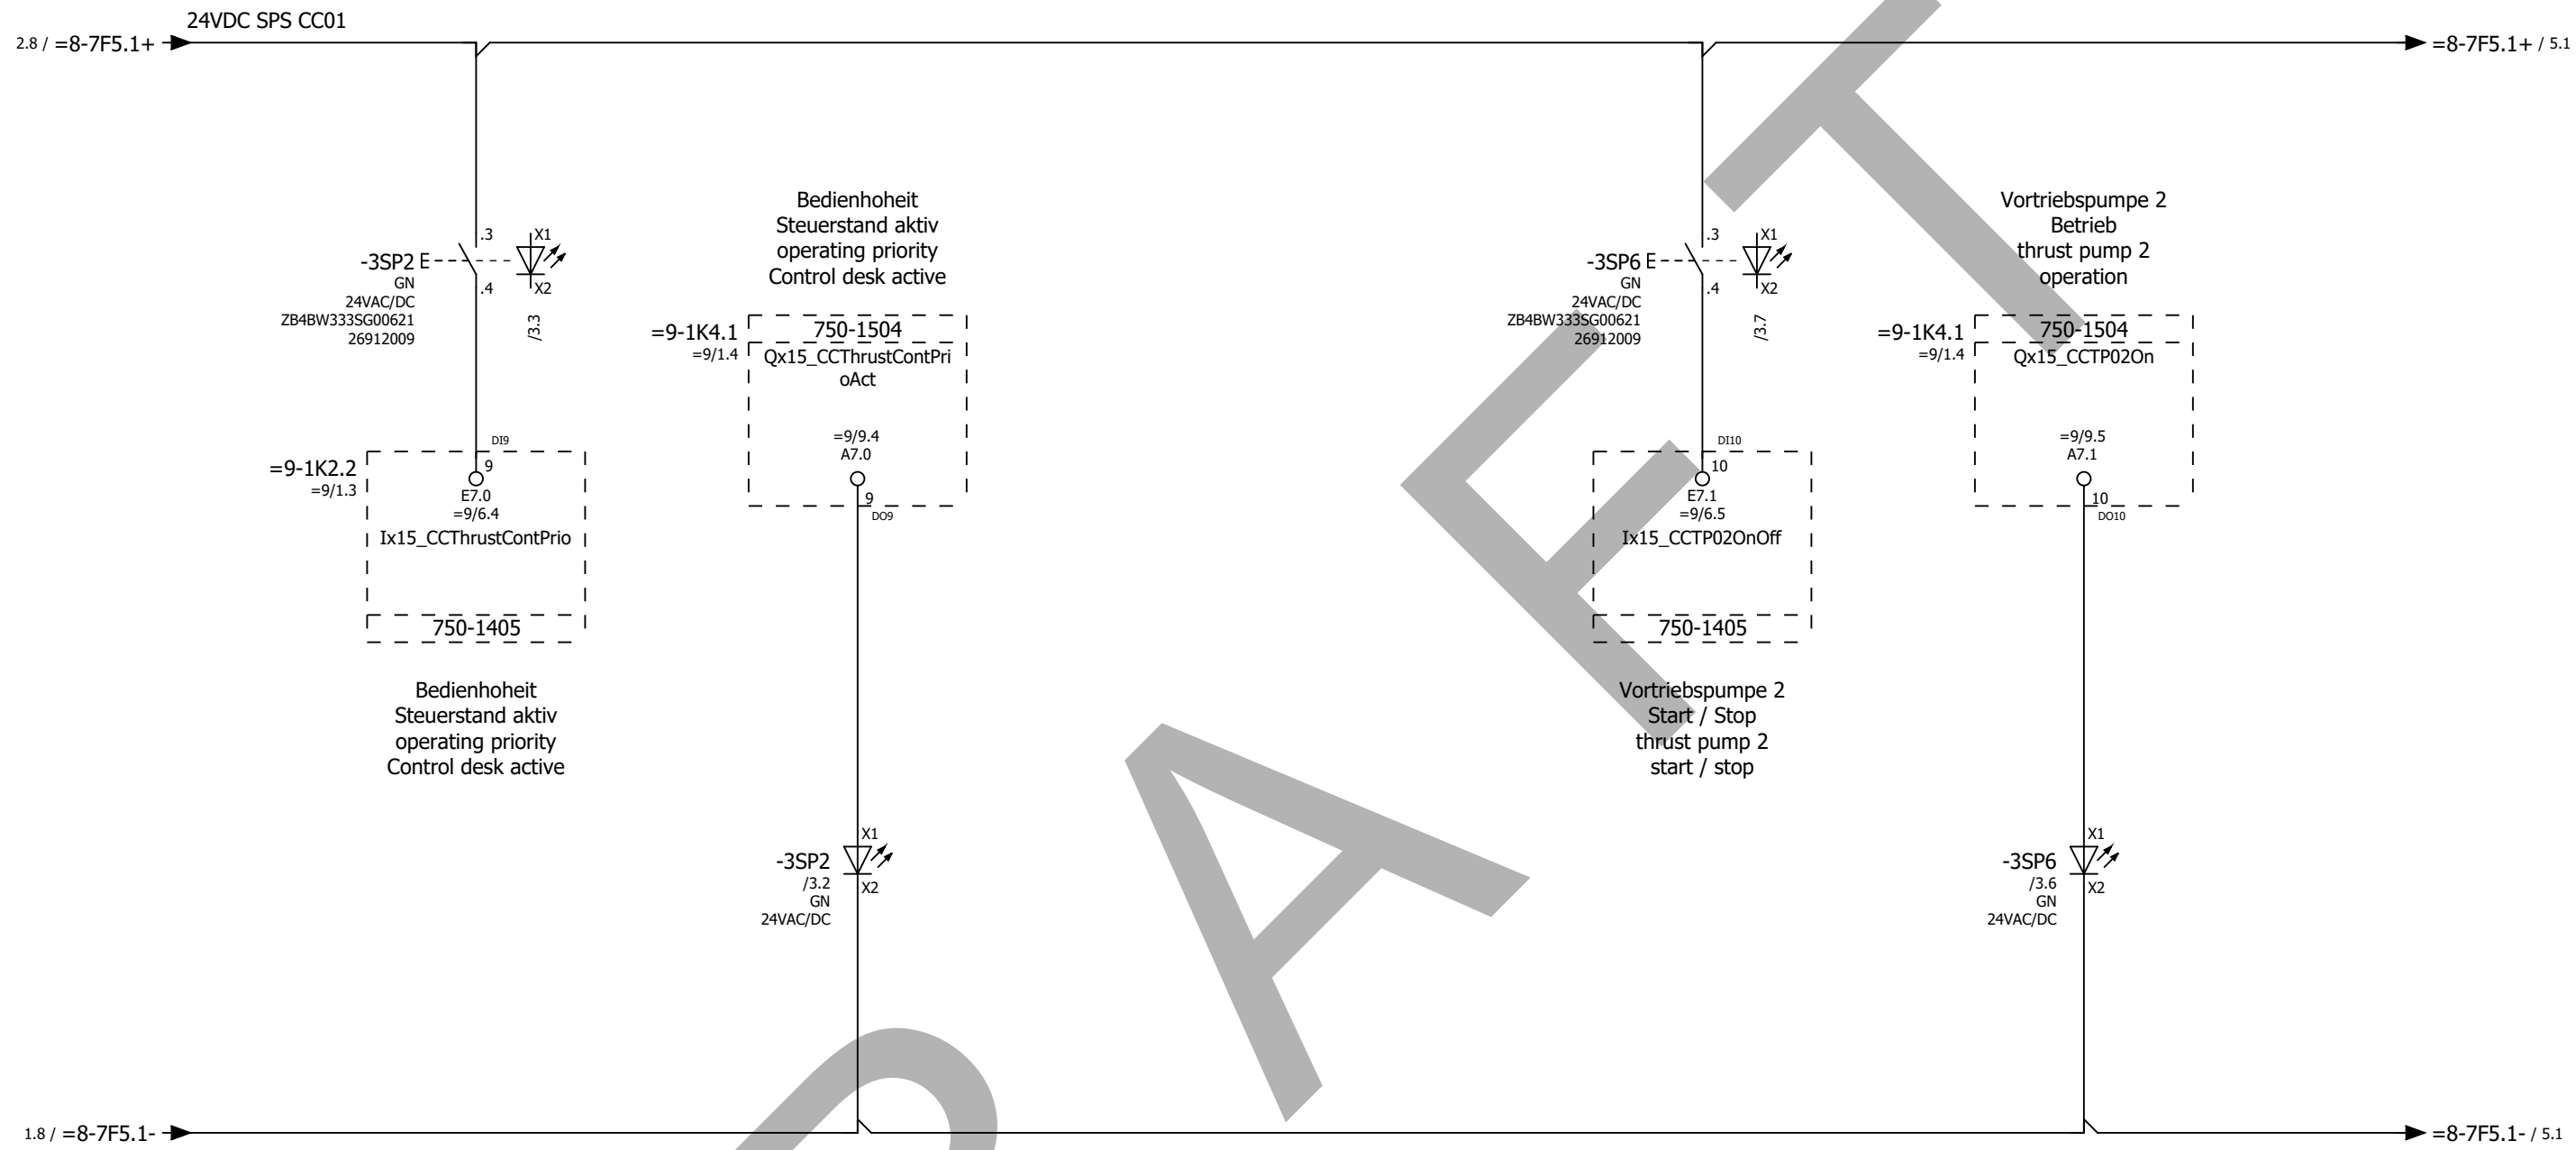 24VDC SPS CC01
2.8 / =8-7F5.1+
=8-7F5.1+ / 5.1
-3SP2
GN
24VAC/DC
ZB4BW333SG00621
26912009
.3
.4
X1
X2
/3.3
Bedienhoheit
Steuerstand aktiv
operating priority
Control desk active
=9-1K4.1
=9/1.4
750-1504
Qx15_CCThrustContPri
oAct
=9/9.4
A7.0
9
DO9
=9-1K2.2
=9/1.3
DI9
9
E7.0
=9/6.4
Ix15_CCThrustContPrio
750-1405
Bedienhoheit
Steuerstand aktiv
operating priority
Control desk active
-3SP2
/3.2
GN
24VAC/DC
X1
X2
-3SP6
GN
24VAC/DC
ZB4BW333SG00621
26912009
.3
.4
X1
X2
/3.7
Vortriebspumpe 2
Betrieb
thrust pump 2
operation
=9-1K4.1
=9/1.4
750-1504
Qx15_CCTP02On
=9/9.5
A7.1
10
DO10
DI10
10
E7.1
=9/6.5
Ix15_CCTP02OnOff
750-1405
Vortriebspumpe 2
Start / Stop
thrust pump 2
start / stop
-3SP6
/3.6
GN
24VAC/DC
X1
X2
1.8 / =8-7F5.1-
=8-7F5.1- / 5.1